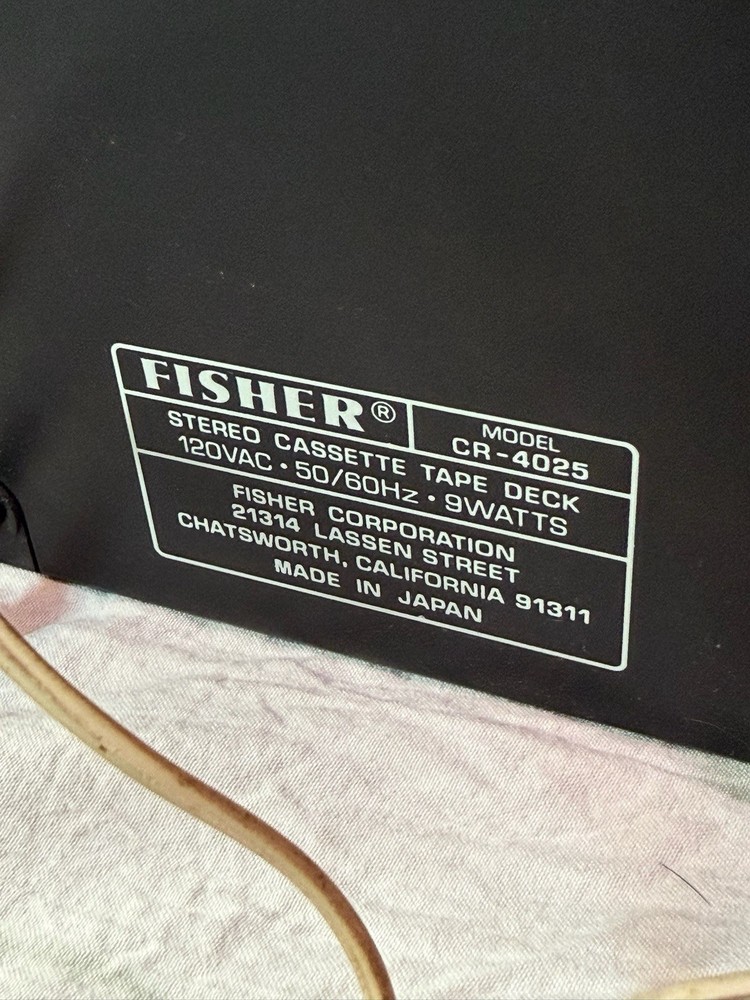 FISHER®
MODEL
CR-4025
STEREO CASSETTE TAPE DECK
120VAC • 50/60Hz • 9WATTS
FISHER CORPORATION
21314 LASSEN STREET
CHATSWORTH, CALIFORNIA 91311
MADE IN JAPAN